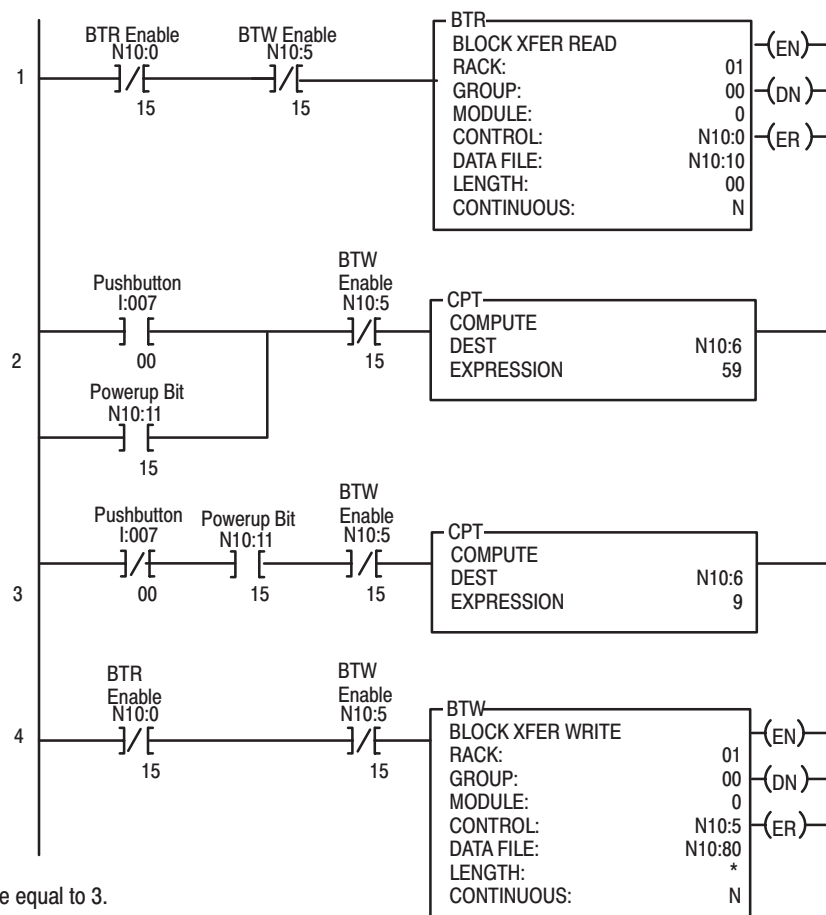 1
BTR Enable
N10:0
15
BTW Enable
N10:5
15
BTR
BLOCK XFER READ
RACK: 01
GROUP: 00
MODULE: 0
CONTROL: N10:0
DATA FILE: N10:10
LENGTH: 00
CONTINUOUS: N
EN
DN
ER
2
Pushbutton
I:007
00
Powerup Bit
N10:11
15
BTW
Enable
N10:5
15
CPT
COMPUTE
DEST N10:6
EXPRESSION 59
3
Pushbutton
I:007
00
Powerup Bit
N10:11
15
BTW
Enable
N10:5
15
CPT
COMPUTE
DEST N10:6
EXPRESSION 9
4
BTR
Enable
N10:0
15
BTW
Enable
N10:5
15
BTW
BLOCK XFER WRITE
RACK: 01
GROUP: 00
MODULE: 0
CONTROL: N10:5
DATA FILE: N10:80
LENGTH: *
CONTINUOUS: N
EN
DN
ER
e equal to 3.